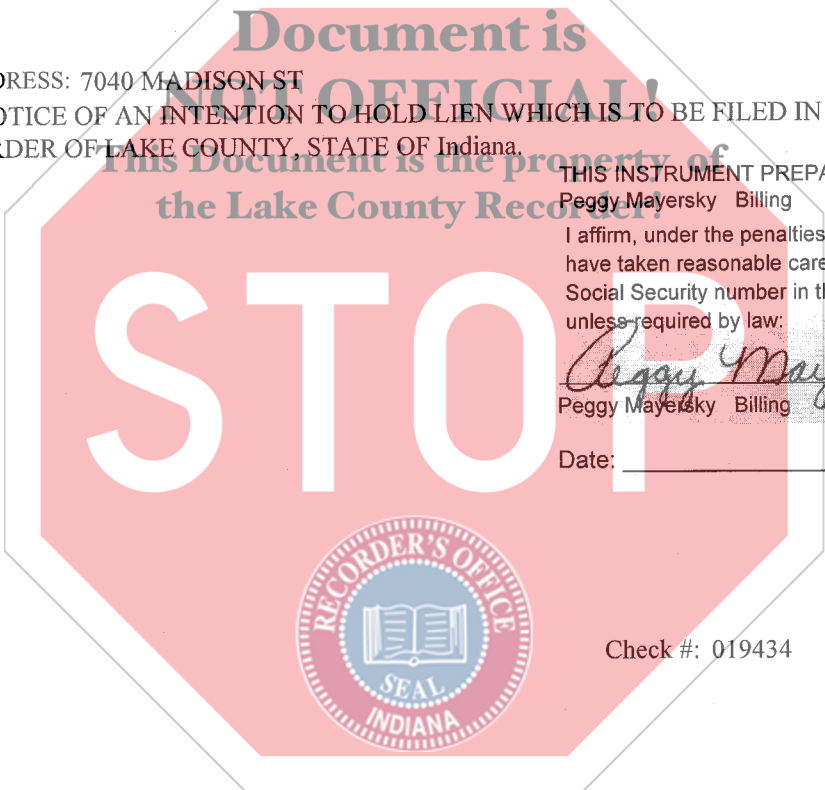 Document is
DRESS: 7040 MADISON ST
NOT OFFICIAL!
OTICE OF AN INTENTION TO HOLD LIEN WHICH IS TO BE FILED IN
RDER OF LAKE COUNTY, STATE OF Indiana.
This Document is the property of
the Lake County Recorder!
THIS INSTRUMENT PREPA
Peggy Mayersky Billing
I affirm, under the penalties
have taken reasonable care
Social Security number in th
unless required by law:
Peggy May
Peggy Mayersky Billing
Date:
STOP
RECORDER'S OFFICE
SEAL
INDIANA
Check #: 019434